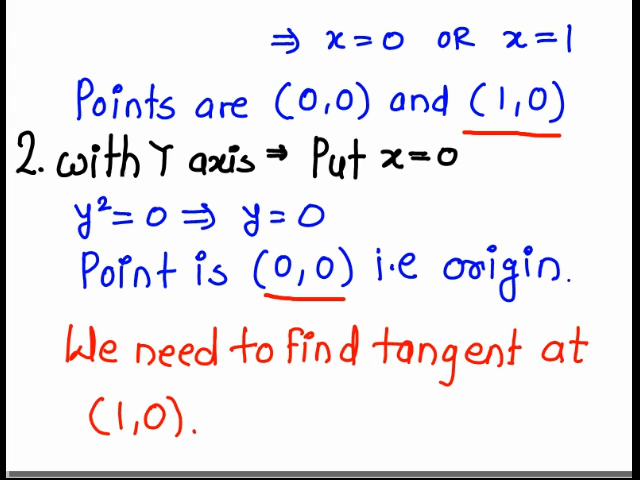 ⇒ x = 0 OR x = 1
Points are (0,0) and (1,0)
2. with Y axis → Put x = 0
y² = 0 ⇒ y = 0
Point is (0,0) i.e origin.
We need to find tangent at
(1,0).